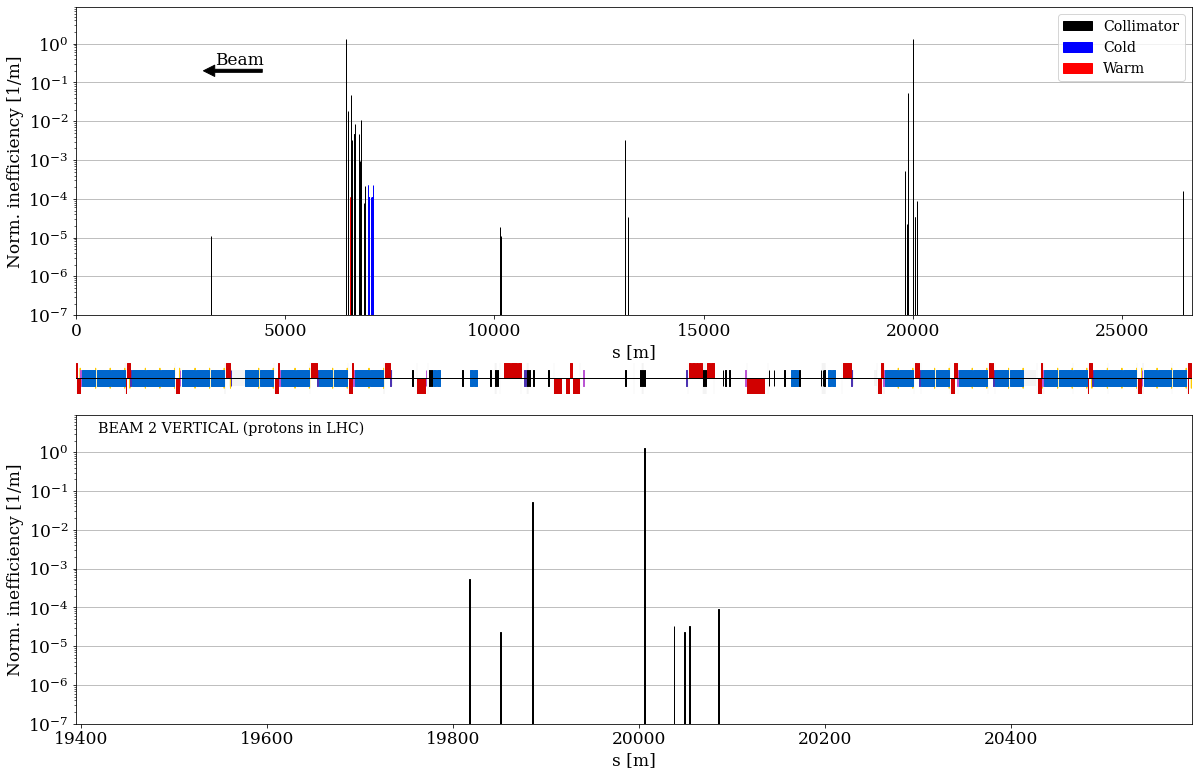 Norm. inefficiency [1/m]
10⁰
10⁻¹
10⁻²
10⁻³
10⁻⁴
10⁻⁵
10⁻⁶
10⁻⁷
Beam
Collimator
Cold
Warm
0 5000 10000 15000 20000 25000
s [m]
BEAM 2 VERTICAL (protons in LHC)
Norm. inefficiency [1/m]
10⁰
10⁻¹
10⁻²
10⁻³
10⁻⁴
10⁻⁵
10⁻⁶
10⁻⁷
19400 19600 19800 20000 20200 20400
s [m]